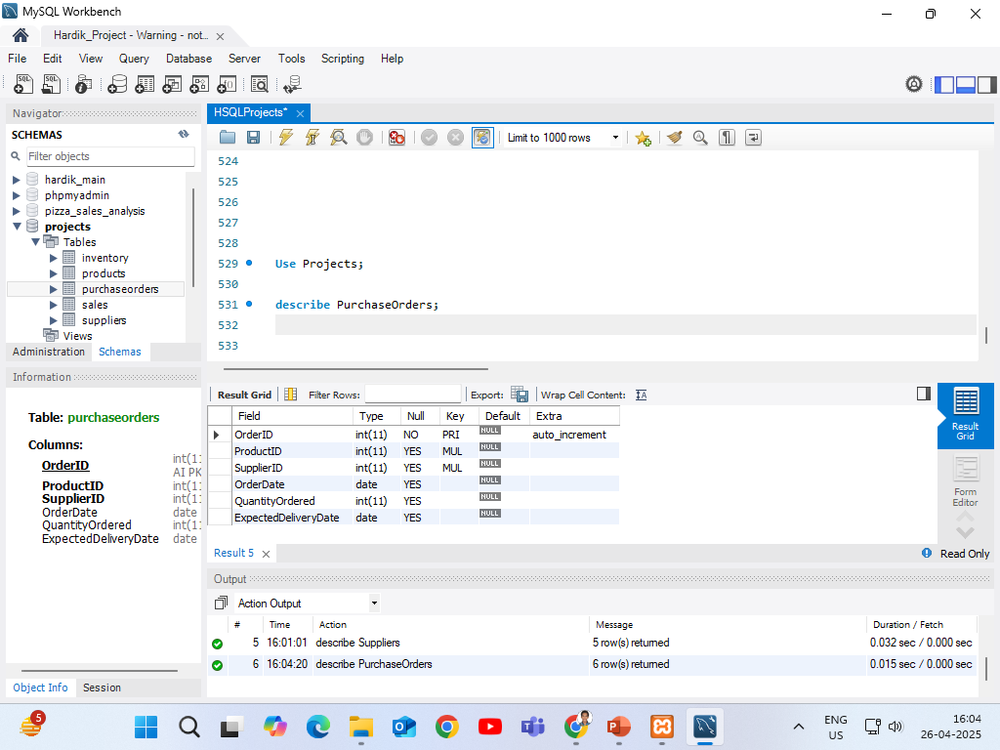 MySQL Workbench
Hardik_Project - Warning - not...
File Edit View Query Database Server Tools Scripting Help
Navigator
SCHEMAS
Filter objects
hardik_main
phpmyadmin
pizza_sales_analysis
projects
Tables
inventory
products
purchaseorders
sales
suppliers
Views
Administration Schemas
Information
Table: purchaseorders
Columns:
OrderID int(11
AI PK
ProductID int(11
SupplierID int(11
OrderDate date
QuantityOrdered int(11
ExpectedDeliveryDate date
Object Info Session
HSQLProjects*
Limit to 1000 rows
524
525
526
527
528
529 Use Projects;
530
531 describe PurchaseOrders;
532
533
Result Grid Filter Rows: Export: Wrap Cell Content: IA
Field Type Null Key Default Extra
OrderID int(11) NO PRI NULL auto_increment
ProductID int(11) YES MUL NULL
SupplierID int(11) YES MUL NULL
OrderDate date YES NULL
QuantityOrdered int(11) YES NULL
ExpectedDeliveryDate date YES NULL
Result Grid
Form Editor
Result 5
Read Only
Output
Action Output
# Time Action Message Duration / Fetch
5 16:01:01 describe Suppliers 5 row(s) returned 0.032 sec / 0.000 sec
6 16:04:20 describe PurchaseOrders 6 row(s) returned 0.015 sec / 0.000 sec
5
ENG
US
16:04
26-04-2025